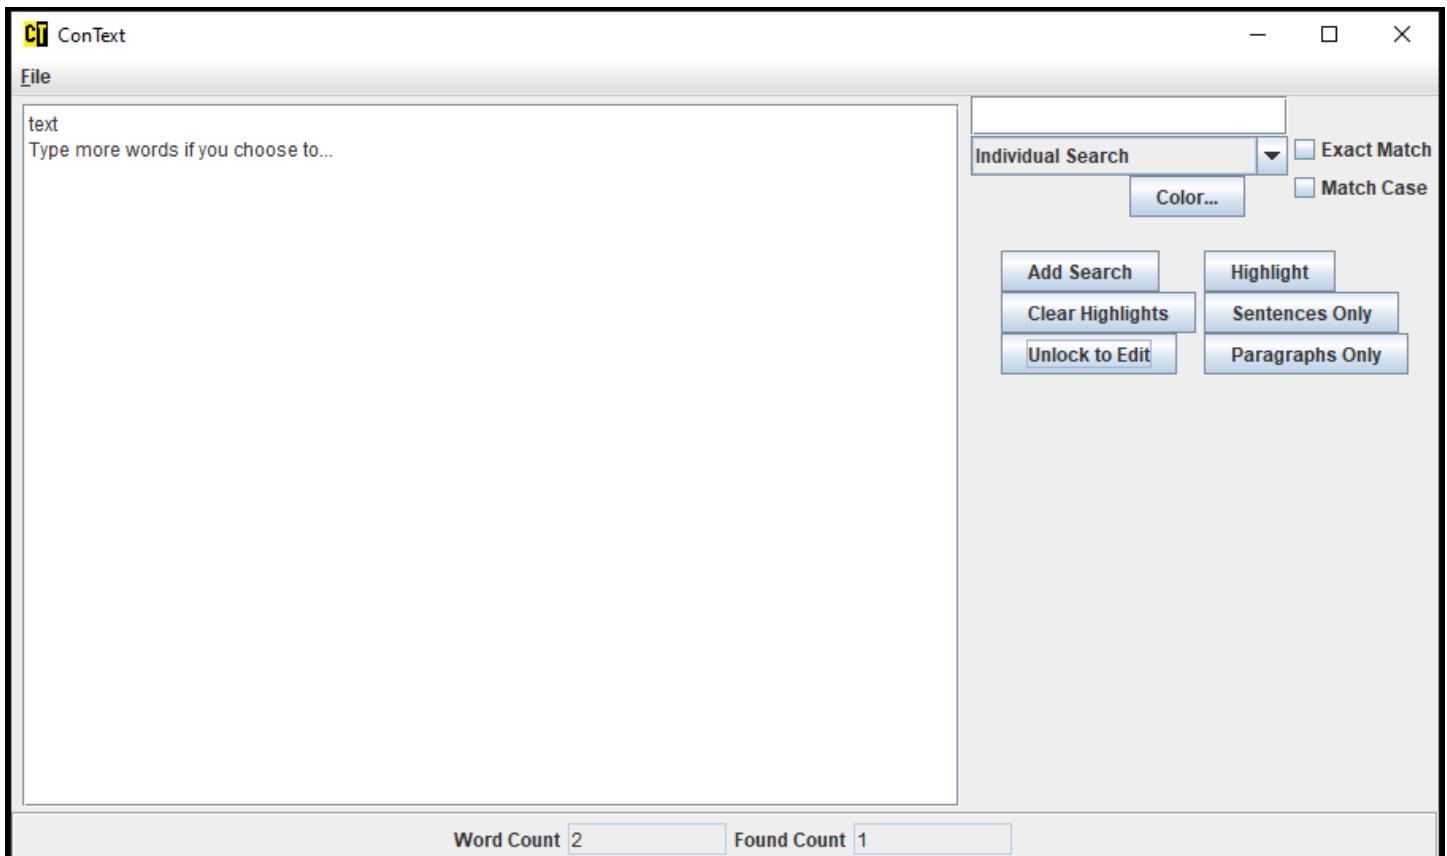 CT ConText
File
text
Type more words if you choose to...
Individual Search
Exact Match
Match Case
Color...
Add Search
Highlight
Clear Highlights
Sentences Only
Unlock to Edit
Paragraphs Only
Word Count 2 Found Count 1